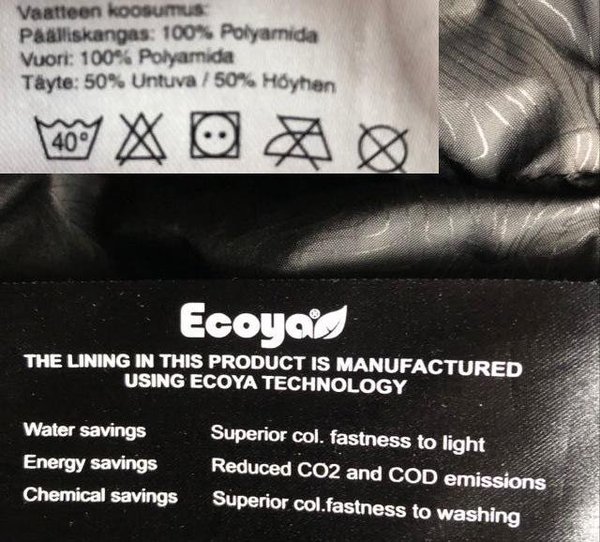 Vaatteen koosumus:
Päälliskangas: 100% Polyamida
Vuori: 100% Polyamida
Täyte: 50% Untuva / 50% Höyhen
40°
Ecoya®
THE LINING IN THIS PRODUCT IS MANUFACTURED
USING ECOYA TECHNOLOGY
Water savings Superior col. fastness to light
Energy savings Reduced CO2 and COD emissions
Chemical savings Superior col.fastness to washing